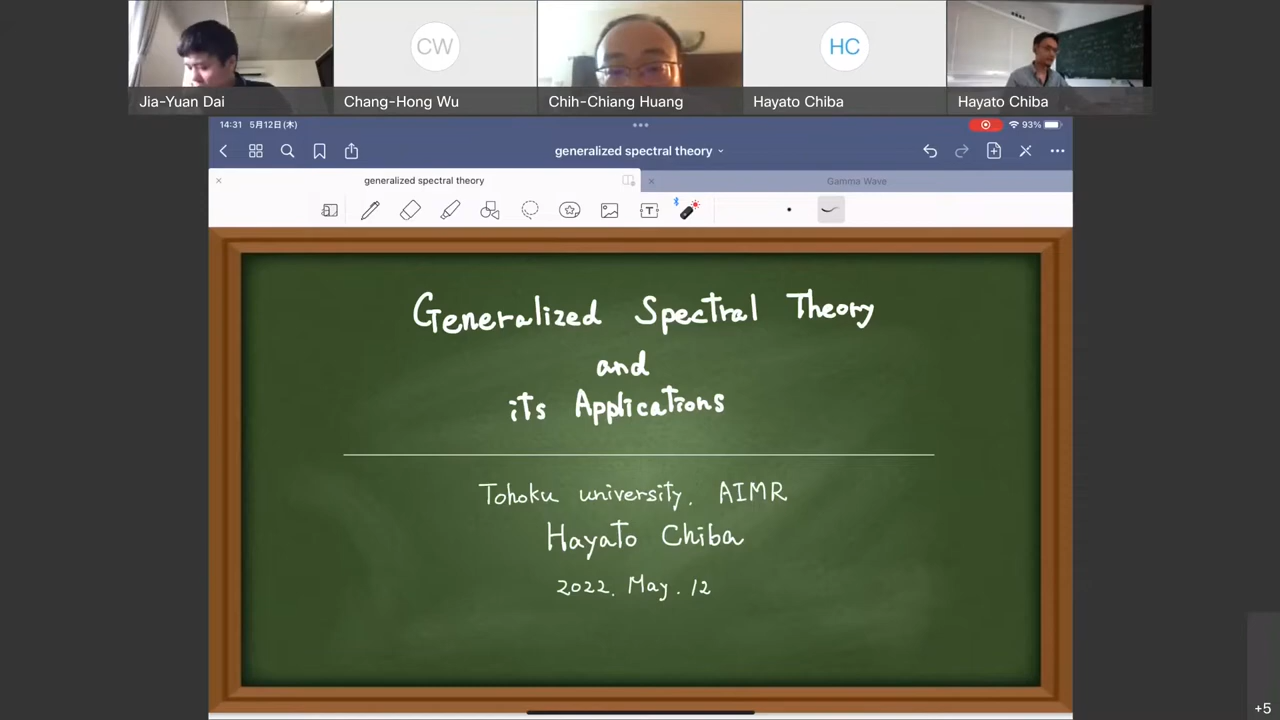 CW
HC
Jia-Yuan Dai
Chang-Hong Wu
Chih-Chiang Huang
Hayato Chiba
Hayato Chiba
14:31 5月12日(木)
93%
generalized spectral theory
generalized spectral theory
Gamma Wave
T
Generalized Spectral Theory
and
its Applications
Tohoku university, AIMR
Hayato Chiba
2022. May. 12
+5